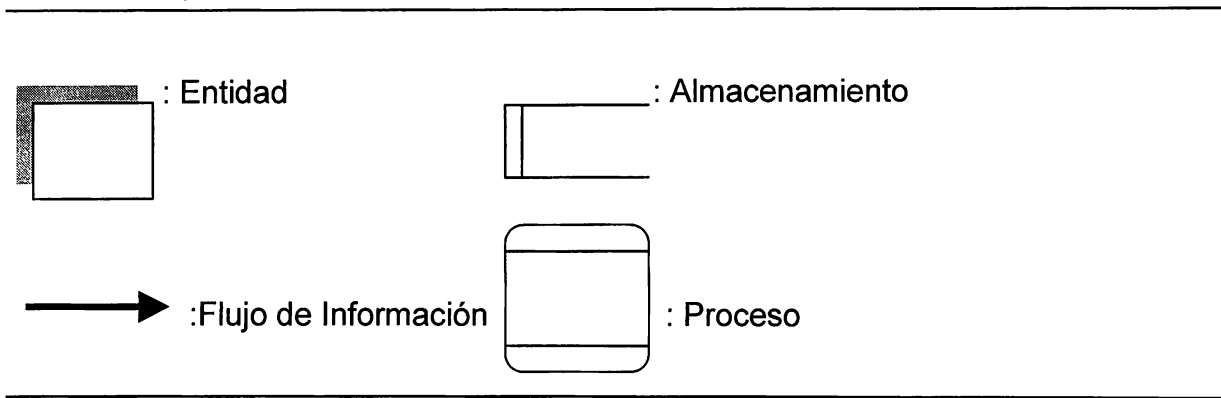 : Entidad
: Almacenamiento
:Flujo de Información
: Proceso